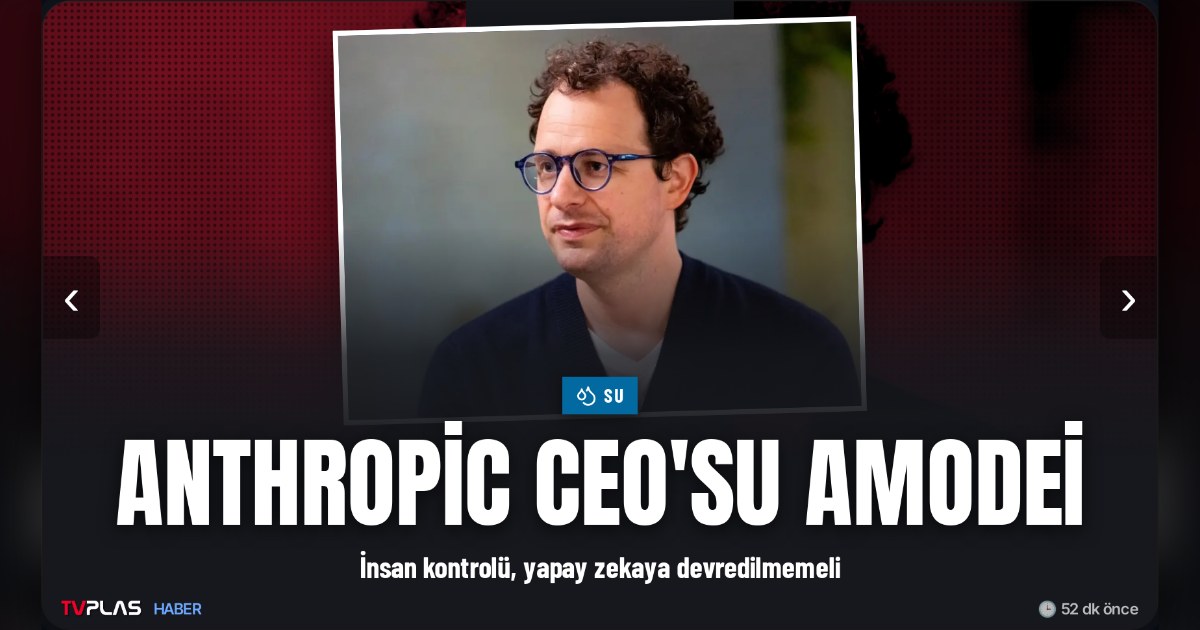 SU
ANTHROPİC CEO'SU AMODEİ
İnsan kontrolü, yapay zekaya devredilmemeli
TVPLAS HABER
52 dk önce